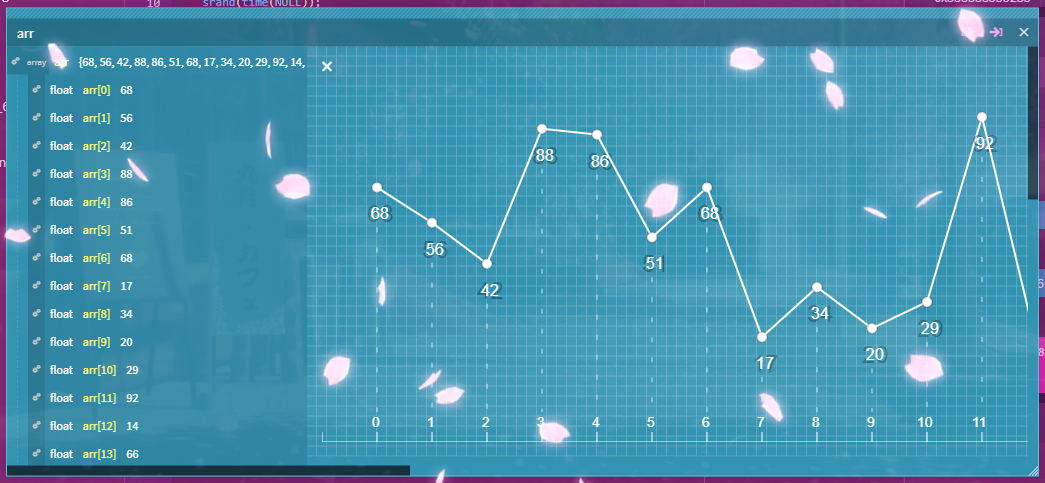 10 srand(time(NULL));
arr
array {68, 56, 42, 88, 86, 51, 68, 17, 34, 20, 29, 92, 14,
float arr[0] 68
float arr[1] 56
float arr[2] 42
float arr[3] 88
float arr[4] 86
float arr[5] 51
float arr[6] 68
float arr[7] 17
float arr[8] 34
float arr[9] 20
float arr[10] 29
float arr[11] 92
float arr[12] 14
float arr[13] 66
68
56
42
88
86
51
68
17
34
20
29
92
0 1 2 3 4 5 6 7 8 9 10 11